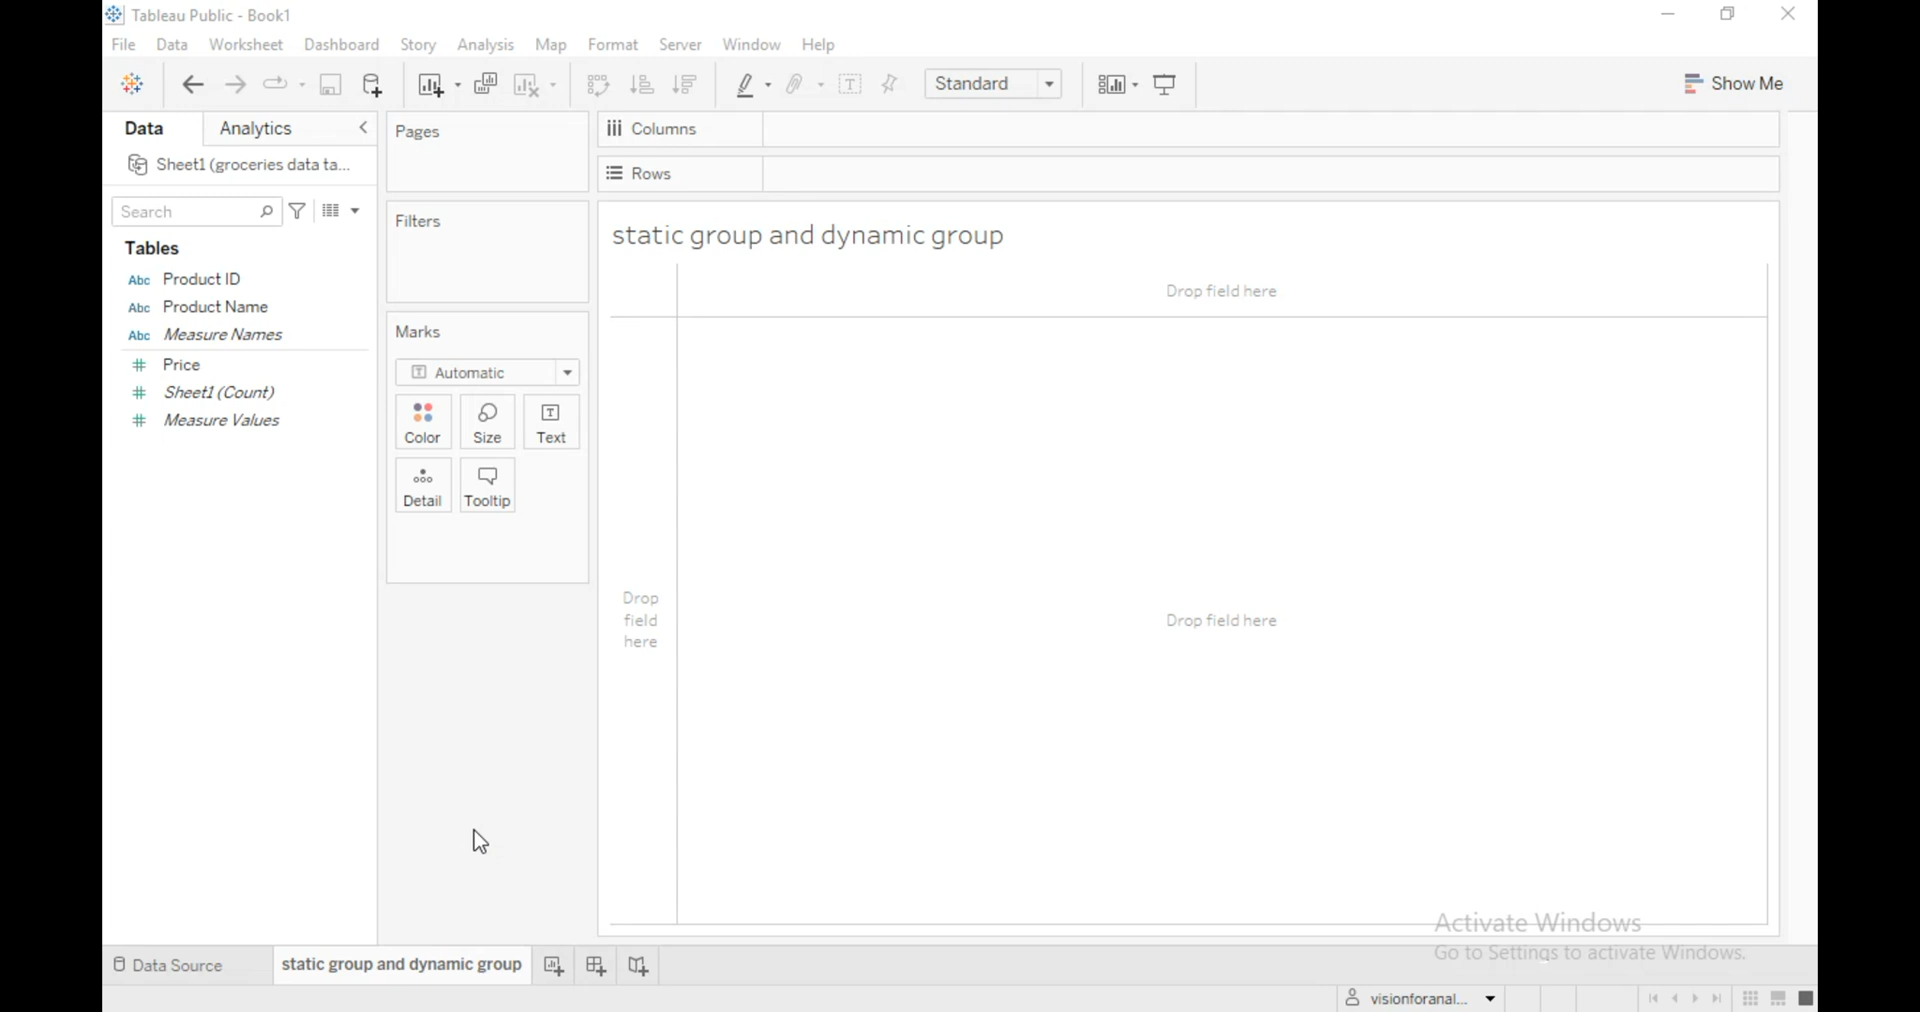 Tableau Public - Book1
File Data Worksheet Dashboard Story Analysis Map Format Server Window Help
Standard
Show Me
Data Analytics
Sheet1 (groceries data ta...
Search
Tables
Abc Product ID
Abc Product Name
Abc Measure Names
# Price
# Sheet1 (Count)
# Measure Values
Pages
Filters
Marks
Automatic
Color Size Text
Detail Tooltip
Columns
Rows
static group and dynamic group
Drop field here
Drop
field
here
Drop field here
Activate Windows
Go to Settings to activate Windows.
Data Source static group and dynamic group
visionforanal...